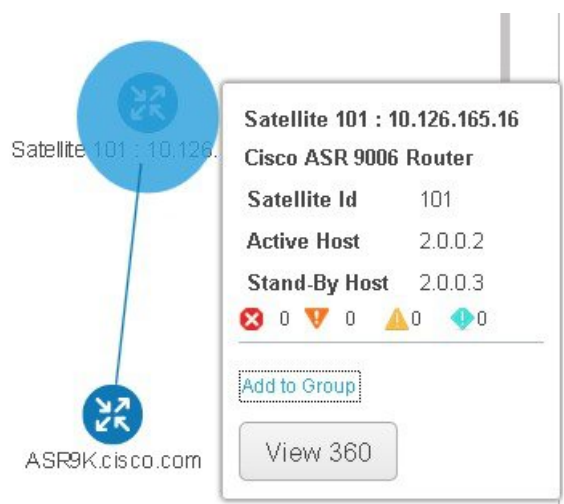 Satellite 101 : 10.126.
Satellite 101 : 10.126.165.16
Cisco ASR 9006 Router
Satellite Id 101
Active Host 2.0.0.2
Stand-By Host 2.0.0.3
0 0 0 0
Add to Group
View 360
ASR9K.cisco.com